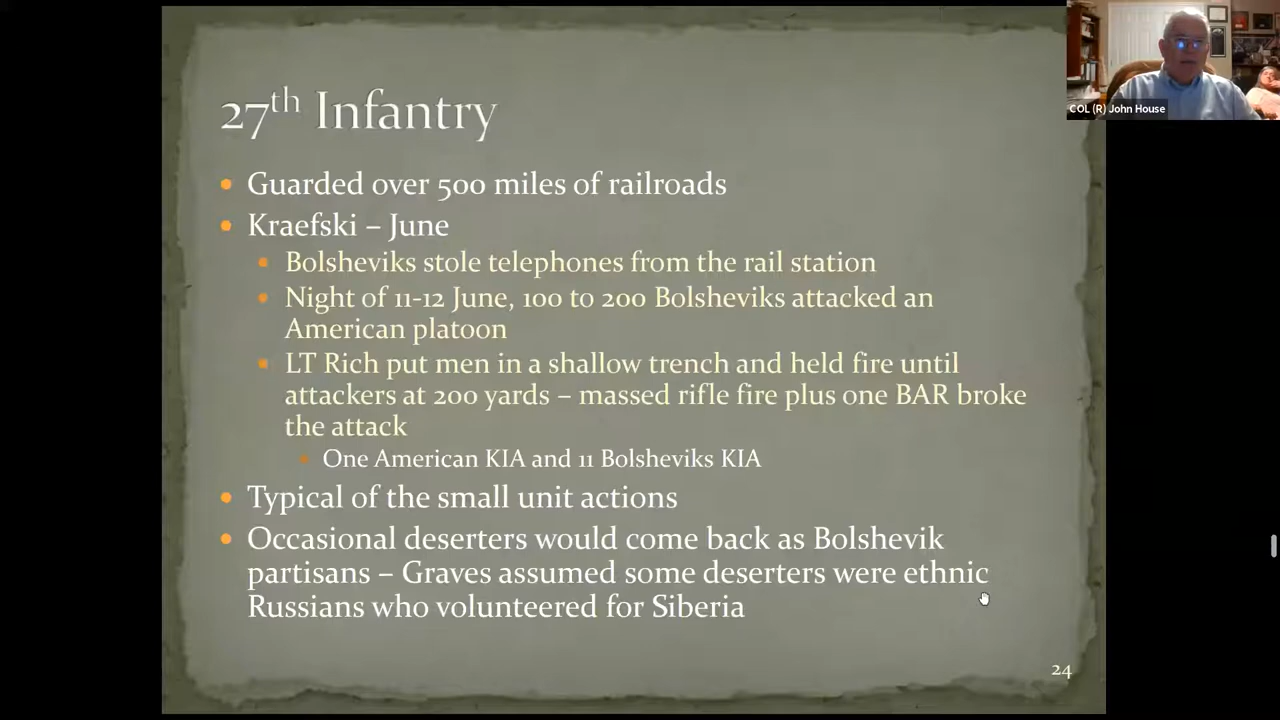 COL (R) John House
27th Infantry
Guarded over 500 miles of railroads
Kraefski – June
Bolsheviks stole telephones from the rail station
Night of 11-12 June, 100 to 200 Bolsheviks attacked an
American platoon
LT Rich put men in a shallow trench and held fire until
attackers at 200 yards – massed rifle fire plus one BAR broke
the attack
One American KIA and 11 Bolsheviks KIA
Typical of the small unit actions
Occasional deserters would come back as Bolshevik
partisans – Graves assumed some deserters were ethnic
Russians who volunteered for Siberia
24